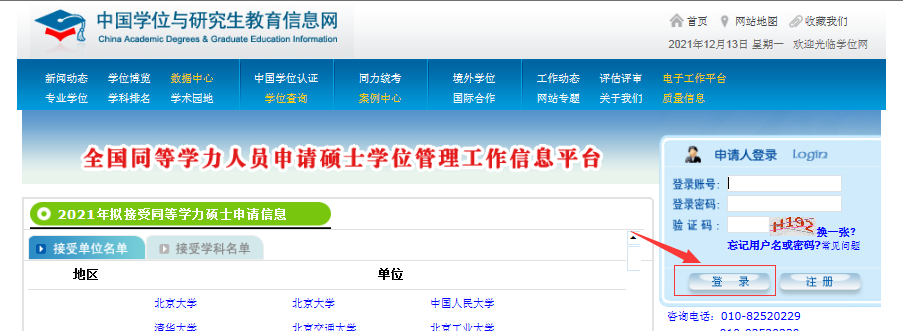 中国学位与研究生教育信息网
China Academic Degrees & Graduate Education Information
首页 网站地图 收藏我们
2021年12月13日 星期一 欢迎光临学位网
新闻动态 学位博览 数据中心 中国学位认证 同力统考 境外学位 工作动态 评估评审 电子工作平台
专业学位 学科排名 学术园地 学位查询 案例中心 国际合作 网站专题 关于我们 质量信息
全国同等学力人员申请硕士学位管理工作信息平台
申请人登录 Login
登录账号:
登录密码:
验 证 码 : H192 换一张?
忘记用户名或密码?常见问题
登 录 注 册
咨询电话: 010-82520229
010-82520229
2021年拟接受同等学力硕士申请信息
接受单位名单 接受学科名单
地区 单位
北京大学 北京大学 中国人民大学
清华大学 北京交通大学 北京工业大学